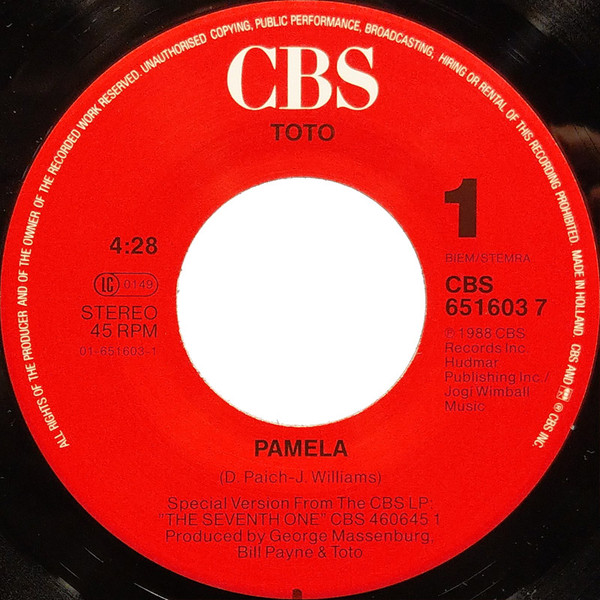 ALL RIGHTS OF THE PRODUCER AND OF THE OWNER OF THE RECORDED WORK RESERVED. UNAUTHORISED COPYING, PUBLIC PERFORMANCE, BROADCASTING, HIRING OR RENTAL OF THIS RECORDING PROHIBITED. MADE IN HOLLAND. CBS AND ® CBS INC.
CBS
TOTO
1
4:28
BIEM/STEMRA
LC 0149
CBS
651603 7
STEREO
45 RPM
01-651603-1
℗ 1988 CBS
Records Inc.
Hudmar
Publishing Inc/
Jogi Wimball
Music
PAMELA
(D. Paich-J. Williams)
Special Version From The CBS LP:
"THE SEVENTH ONE" CBS 460645 1
Produced by George Massenburg,
Bill Payne & Toto